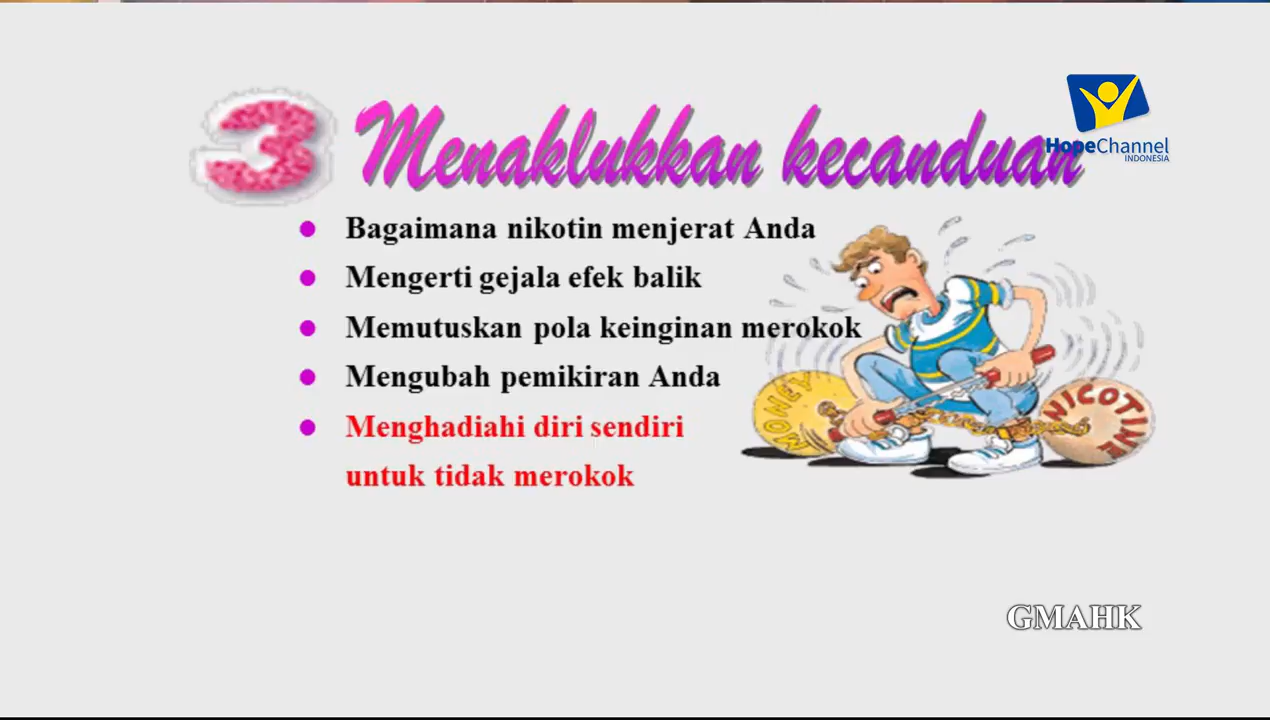 3 Menaklukkan kecanduan
HopeChannel
INDONESIA
Bagaimana nikotin menjerat Anda
Mengerti gejala efek balik
Memutuskan pola keinginan merokok
Mengubah pemikiran Anda
Menghadiahi diri sendiri
untuk tidak merokok
MONEY
NICOTINE
GMAHK